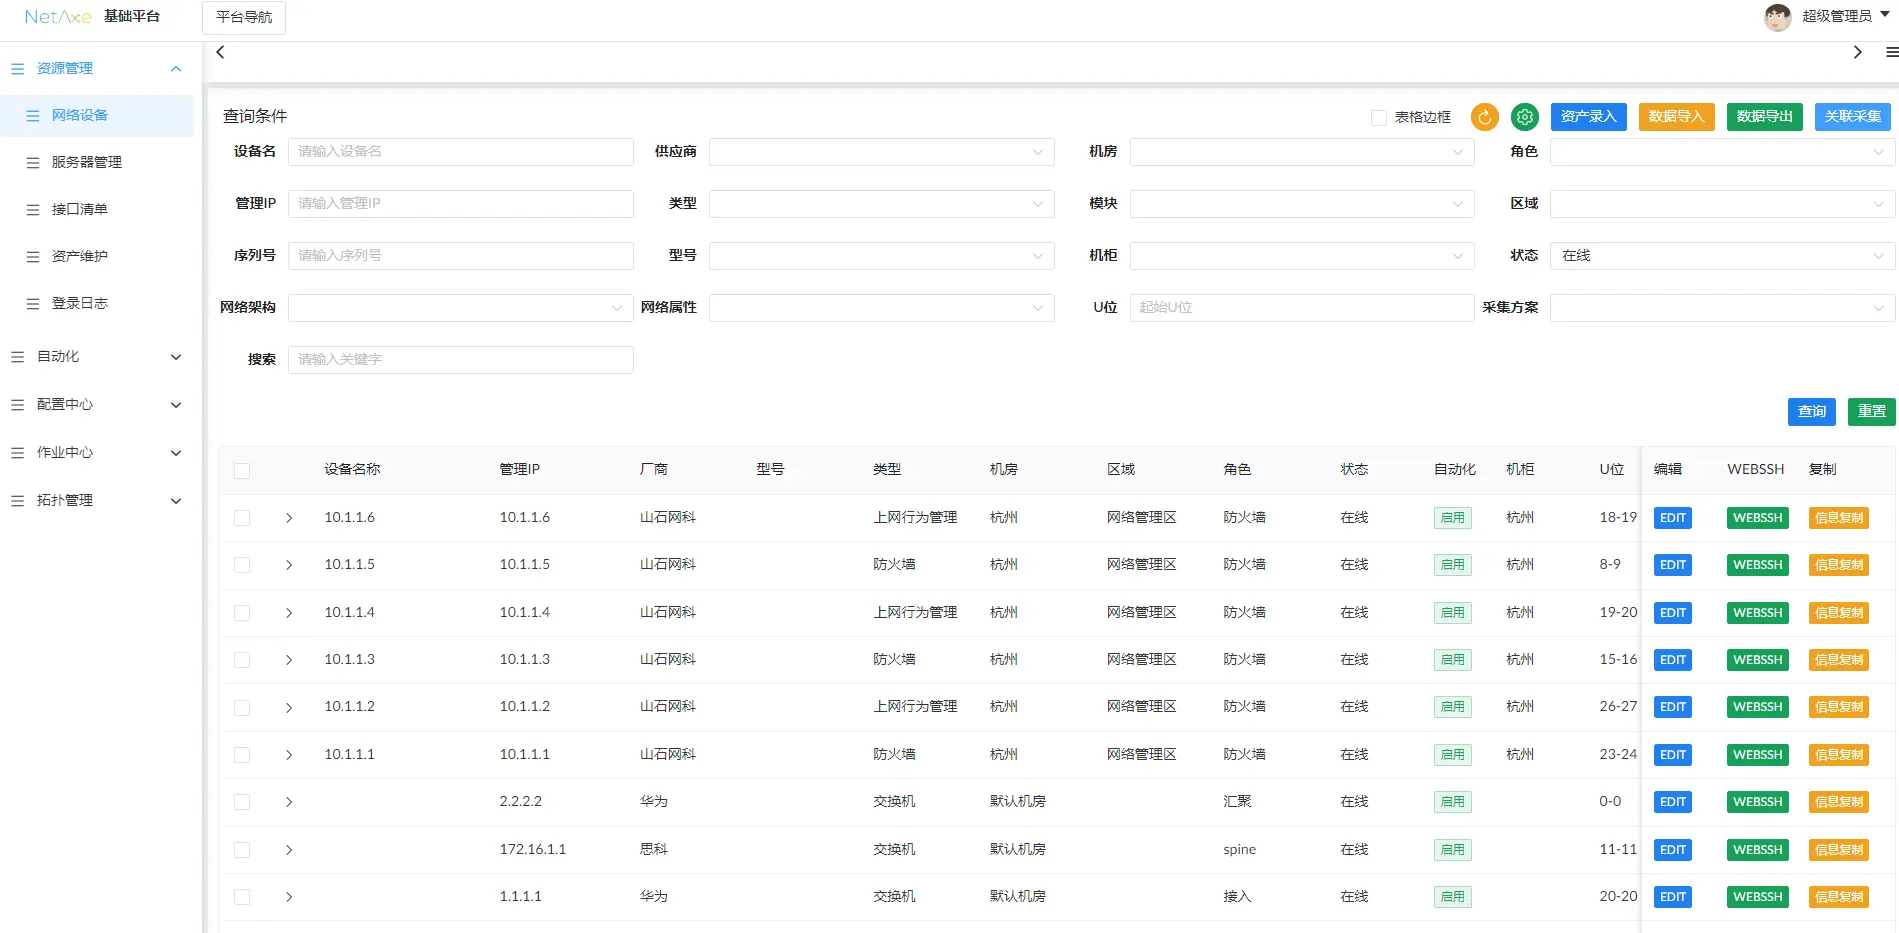 NetAxe 基础平台 平台导航 超级管理员
资源管理
网络设备
服务器管理
接口清单
资产维护
登录日志
自动化
配置中心
作业中心
拓扑管理
查询条件 表格边框 资产录入 数据导入 数据导出 关联采集
设备名 请输入设备名 供应商 机房 角色
管理IP 请输入管理IP 类型 模块 区域
序列号 请输入序列号 型号 机柜 状态 在线
网络架构 网络属性 U位 起始U位 采集方案
搜索 请输入关键字
查询 重置
设备名称 管理IP 厂商 型号 类型 机房 区域 角色 状态 自动化 机柜 U位 编辑 WEBSSH 复制
10.1.1.6 10.1.1.6 山石网科 上网行为管理 杭州 网络管理区 防火墙 在线 启用 杭州 18-19 EDIT WEBSSH 信息复制
10.1.1.5 10.1.1.5 山石网科 防火墙 杭州 网络管理区 防火墙 在线 启用 杭州 8-9 EDIT WEBSSH 信息复制
10.1.1.4 10.1.1.4 山石网科 上网行为管理 杭州 网络管理区 防火墙 在线 启用 杭州 19-20 EDIT WEBSSH 信息复制
10.1.1.3 10.1.1.3 山石网科 防火墙 杭州 网络管理区 防火墙 在线 启用 杭州 15-16 EDIT WEBSSH 信息复制
10.1.1.2 10.1.1.2 山石网科 上网行为管理 杭州 网络管理区 防火墙 在线 启用 杭州 26-27 EDIT WEBSSH 信息复制
10.1.1.1 10.1.1.1 山石网科 防火墙 杭州 网络管理区 防火墙 在线 启用 杭州 23-24 EDIT WEBSSH 信息复制
2.2.2.2 华为 交换机 默认机房 汇聚 在线 启用 0-0 EDIT WEBSSH 信息复制
172.16.1.1 思科 交换机 默认机房 spine 在线 启用 11-11 EDIT WEBSSH 信息复制
1.1.1.1 华为 交换机 默认机房 接入 在线 启用 20-20 EDIT WEBSSH 信息复制